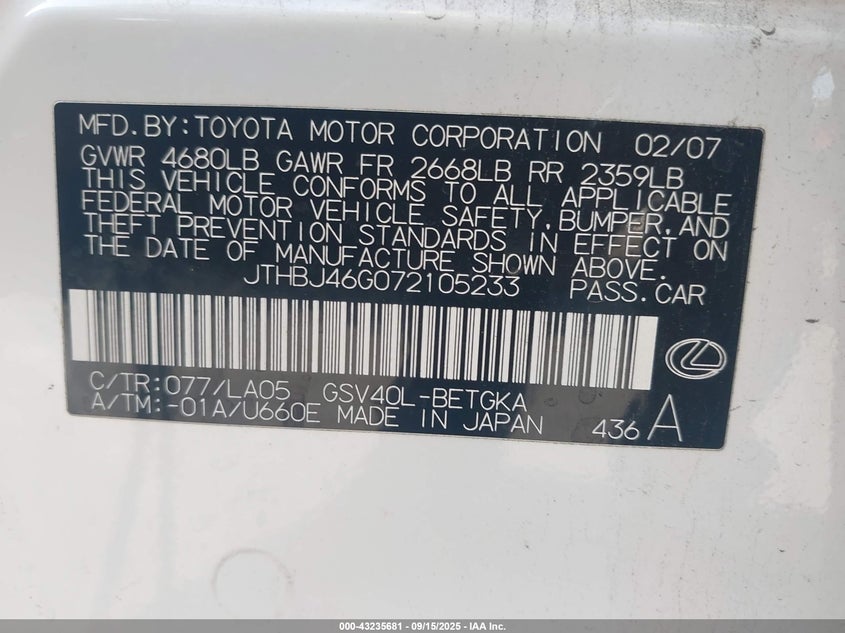 MFD.BY:TOYOTA MOTOR CORPORATION 02/07
GVWR 4680LB GAWR FR 2668LB RR 2359LB
THIS VEHICLE CONFORMS TO ALL APPLICABLE
FEDERAL MOTOR VEHICLE SAFETY,BUMPER,AND
THEFT PREVENTION STANDARDS IN EFFECT ON
THE DATE OF MANUFACTURE SHOWN ABOVE.
JTHBJ46G072105233 PASS.CAR
C/TR:077/LA05 GSV40L-BETGKA
A/TM:-01A/U660E MADE IN JAPAN 436 A
000-43235681 - 09/15/2025 - IAA Inc.